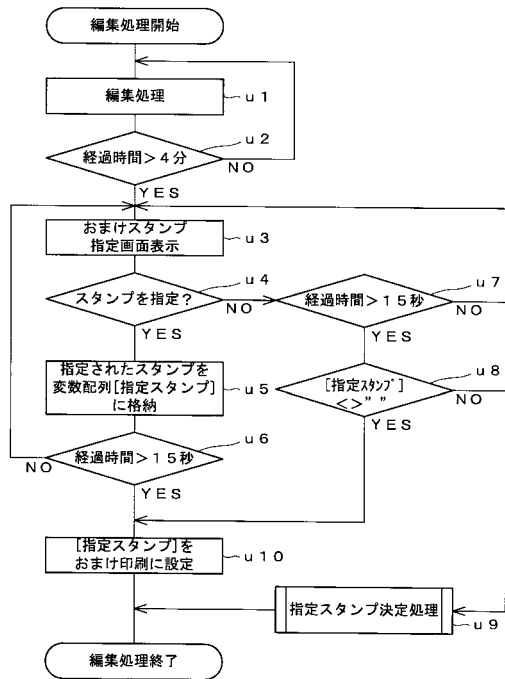 編集処理開始
編集処理
u1
経過時間＞4分
u2
NO
YES
おまけスタンプ
指定画面表示
u3
スタンプを指定?
u4
NO
YES
経過時間＞15秒
u7
NO
YES
指定されたスタンプを
変数配列[指定スタンプ]
に格納
u5
[指定スタンプ]
<>""
u8
NO
YES
経過時間＞15秒
u6
NO
YES
[指定スタンプ]を
おまけ印刷に設定
u10
指定スタンプ決定処理
u9
編集処理終了